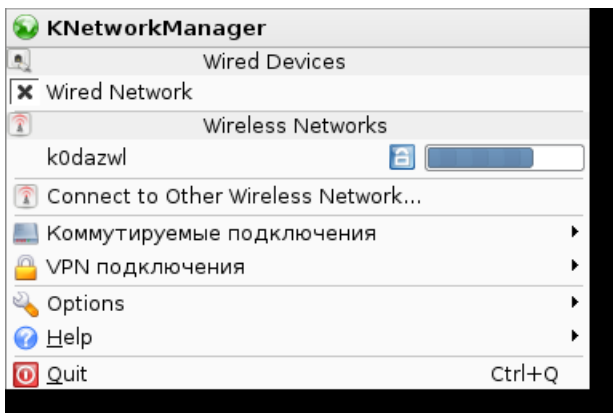 KNetworkManager
Wired Devices
Wired Network
Wireless Networks
k0dazwl
Connect to Other Wireless Network...
Коммутируемые подключения
VPN подключения
Options
Help
Quit Ctrl+Q